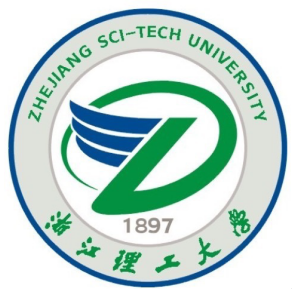 ZHEJIANG SCI-TECH UNIVERSITY
1897
浙江理工大学